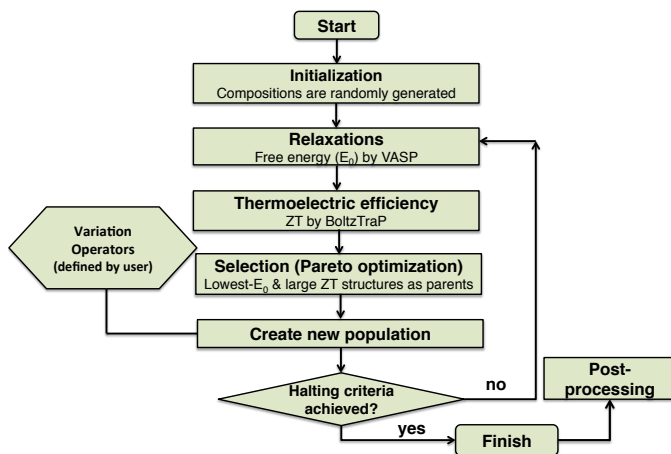 Start
Initialization
Compositions are randomly generated
Relaxations
Free energy (E₀) by VASP
Thermoelectric efficiency
ZT by BoltzTraP
Variation
Operators
(defined by user)
Selection (Pareto optimization)
Lowest-E₀ & large ZT structures as parents
Create new population
Halting criteria
achieved?
no
yes
Finish
Post-
processing